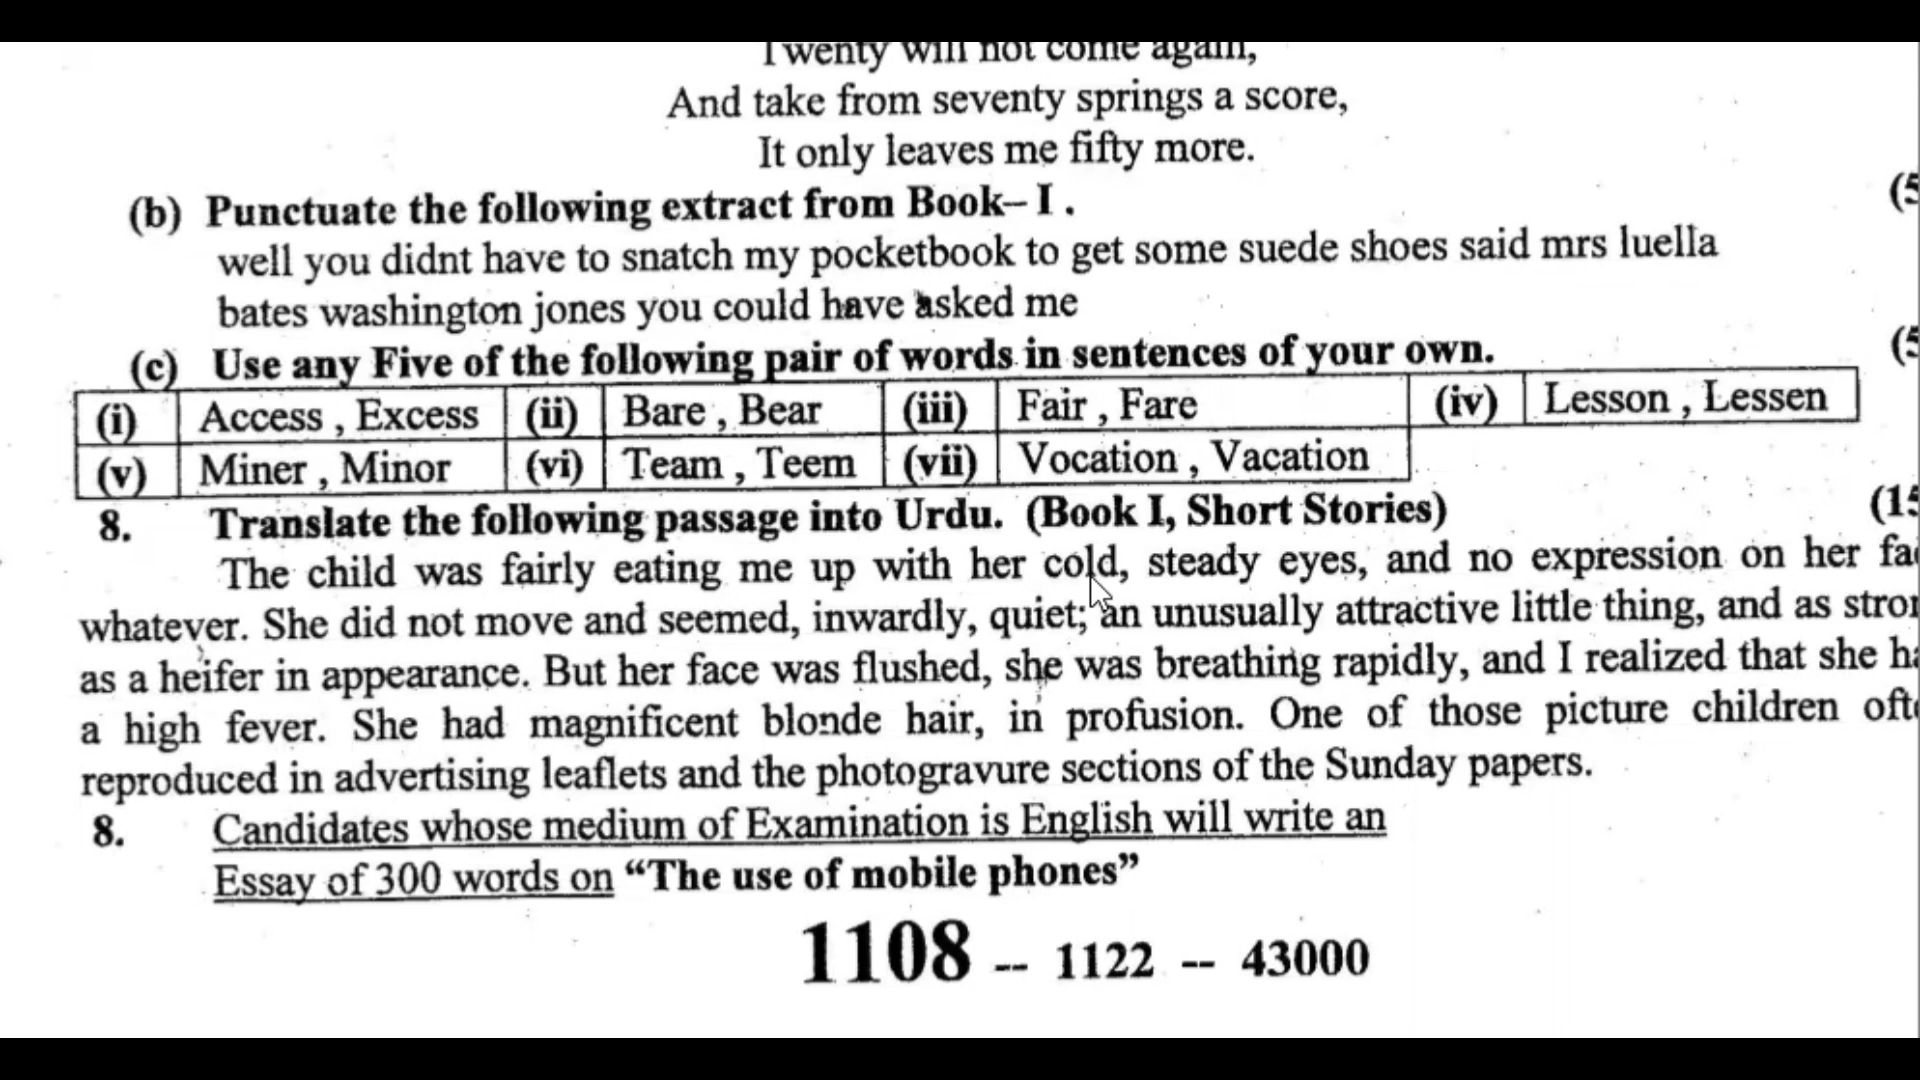 Twenty will not come again,
And take from seventy springs a score,
It only leaves me fifty more.
(b) Punctuate the following extract from Book– I . (5
well you didnt have to snatch my pocketbook to get some suede shoes said mrs luella
bates washington jones you could have asked me
(c) Use any Five of the following pair of words in sentences of your own. (5
(i) Access , Excess (ii) Bare , Bear (iii) Fair , Fare (iv) Lesson , Lessen
(v) Miner , Minor (vi) Team , Teem (vii) Vocation , Vacation
8. Translate the following passage into Urdu. (Book I, Short Stories) (15
The child was fairly eating me up with her cold, steady eyes, and no expression on her
whatever. She did not move and seemed, inwardly, quiet; an unusually attractive little thing, and as
as a heifer in appearance. But her face was flushed, she was breathing rapidly, and I realized that she
a high fever. She had magnificent blonde hair, in profusion. One of those picture children
reproduced in advertising leaflets and the photogravure sections of the Sunday papers.
8. Candidates whose medium of Examination is English will write an
Essay of 300 words on “The use of mobile phones”
1108 -- 1122 -- 43000